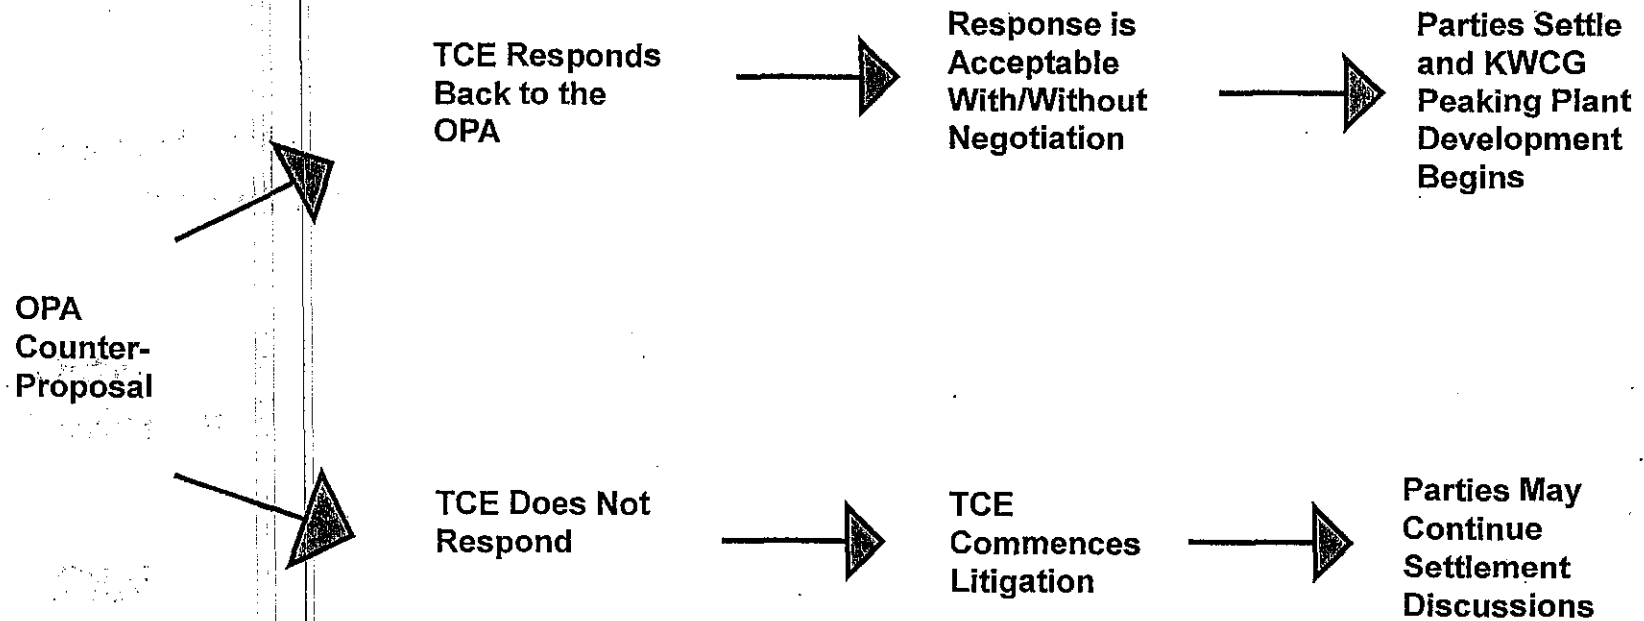 TCE Responds
Back to the
OPA
Response is
Acceptable
With/Without
Negotiation
Parties Settle
and KWCG
Peaking Plant
Development
Begins
OPA
Counter-
Proposal
TCE Does Not
Respond
TCE
Commences
Litigation
Parties May
Continue
Settlement
Discussions